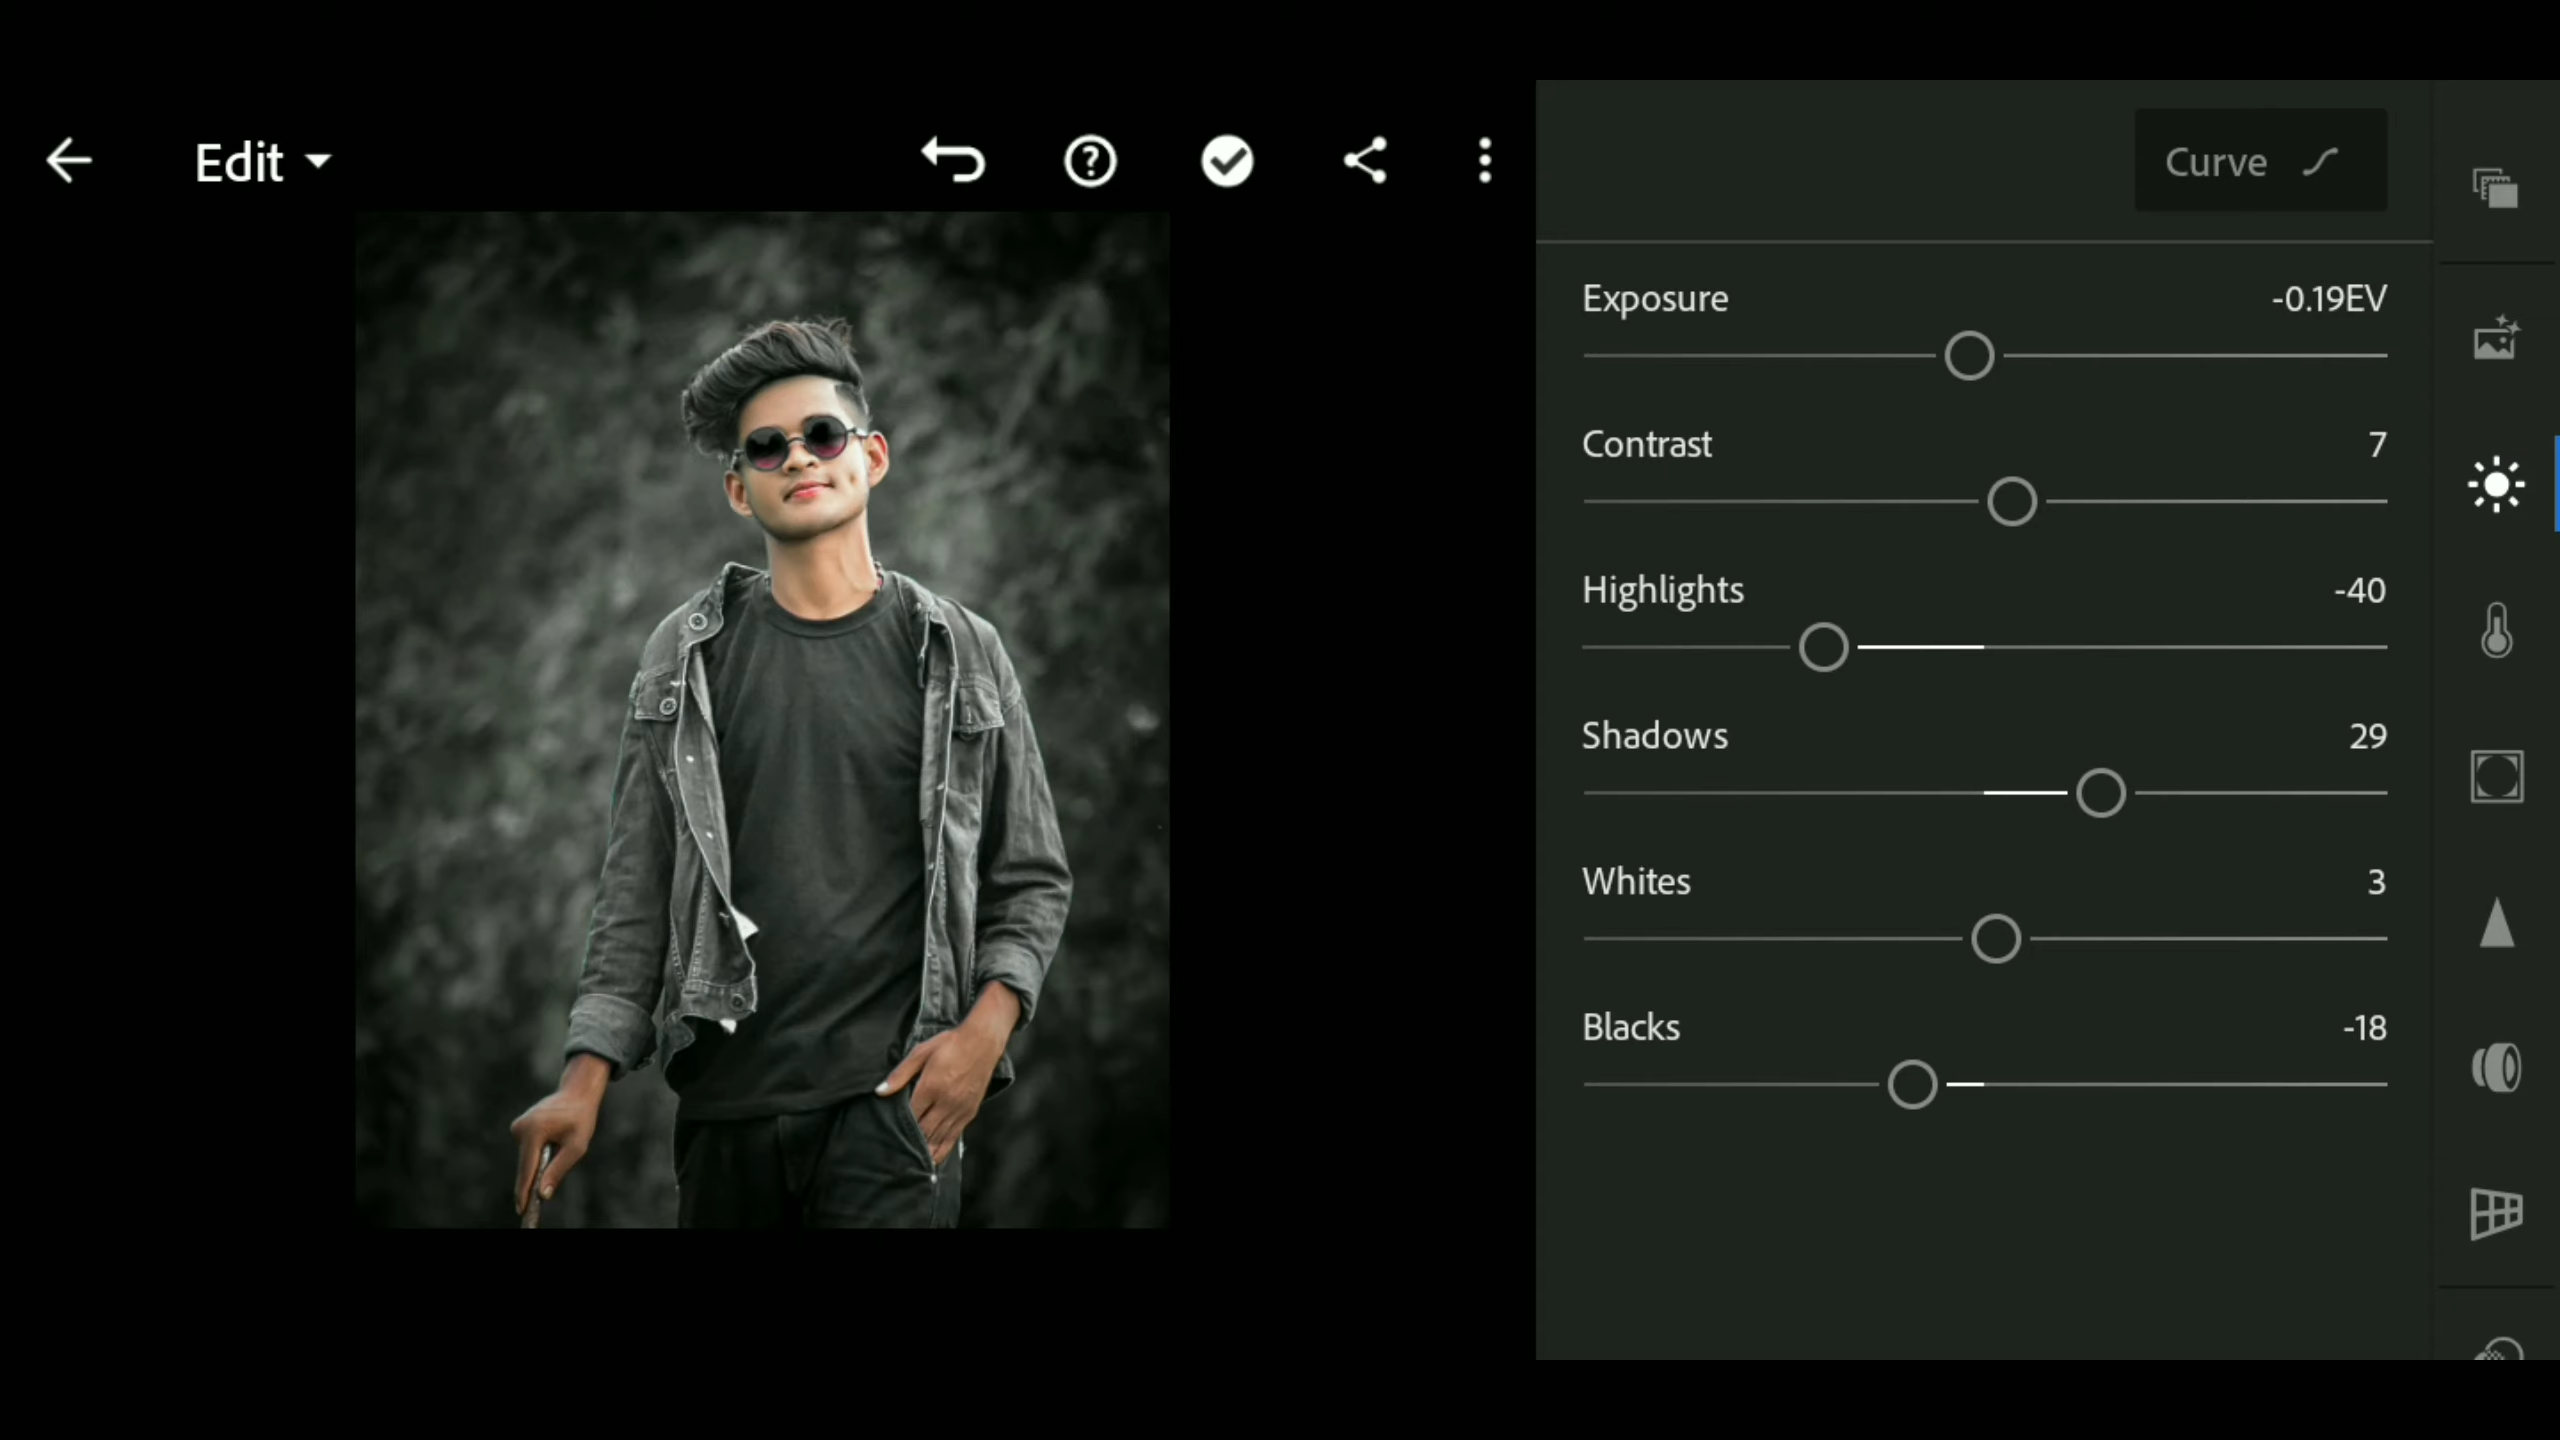 Edit
Curve
Exposure -0.19EV
Contrast 7
Highlights -40
Shadows 29
Whites 3
Blacks -18